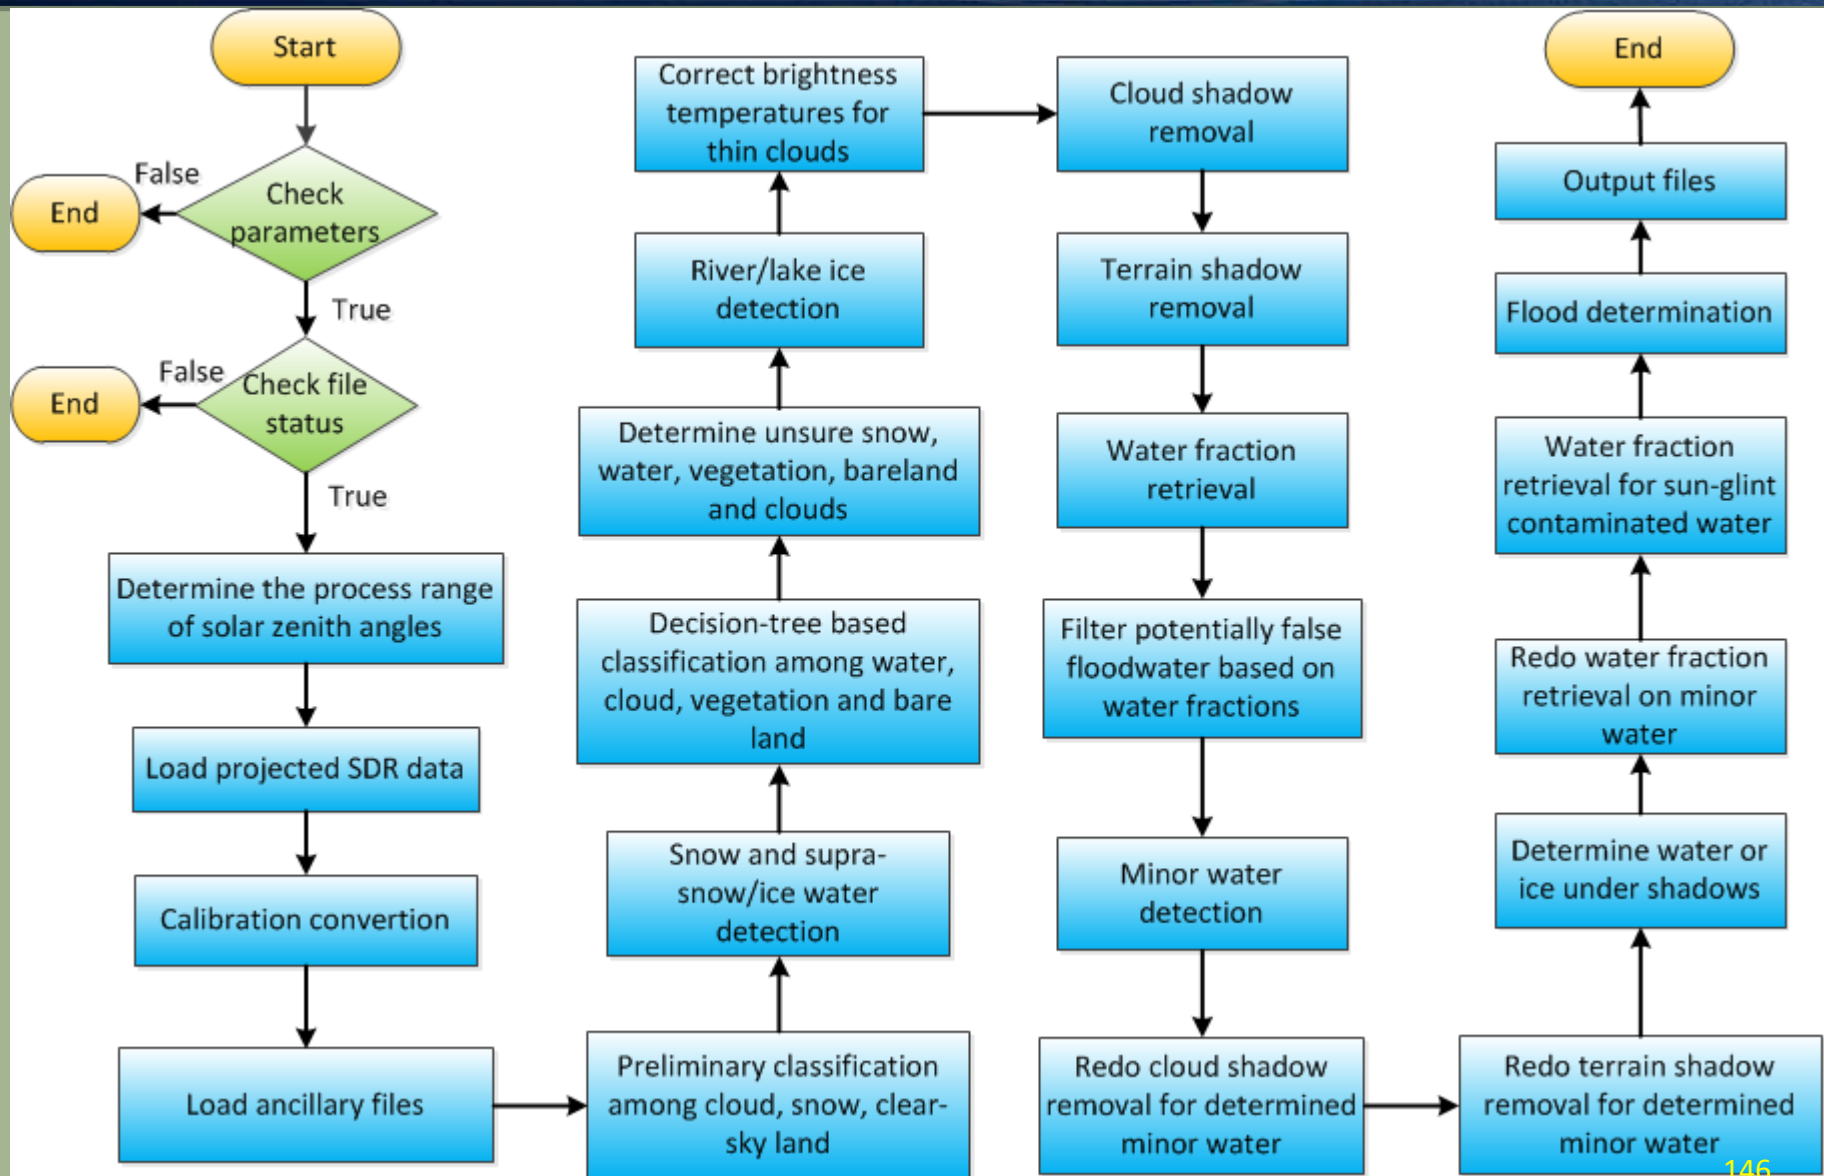 Start
Check
parameters
False
End
True
Check file
status
False
End
True
Determine the process range
of solar zenith angles
Load projected SDR data
Calibration convertion
Load ancillary files
Preliminary classification
among cloud, snow, clear-
sky land
Snow and supra-
snow/ice water
detection
Decision-tree based
classification among water,
cloud, vegetation and bare
land
Determine unsure snow,
water, vegetation, bareland
and clouds
River/lake ice
detection
Correct brightness
temperatures for
thin clouds
Cloud shadow
removal
Terrain shadow
removal
Water fraction
retrieval
Filter potentially false
floodwater based on
water fractions
Minor water
detection
Redo cloud shadow
removal for determined
minor water
Redo terrain shadow
removal for determined
minor water
Determine water or
ice under shadows
Redo water fraction
retrieval on minor
water
Water fraction
retrieval for sun-glint
contaminated water
Flood determination
Output files
End
146